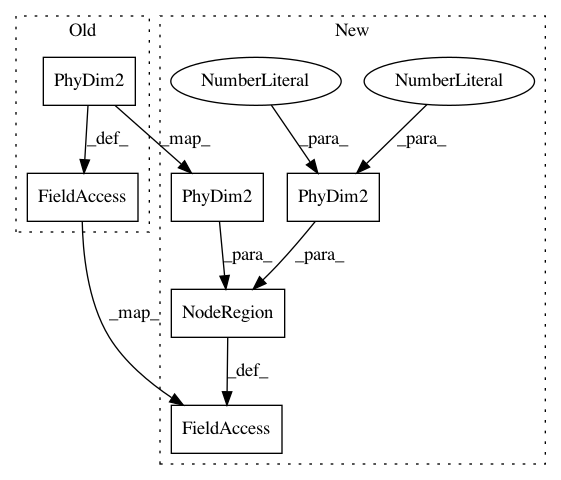 Old
New
PhyDim2
NumberLiteral
NumberLiteral
_def_
_map_
_para_
_para_
FieldAccess
PhyDim2
PhyDim2
_para_
_para_
_map_
NodeRegion
_def_
FieldAccess